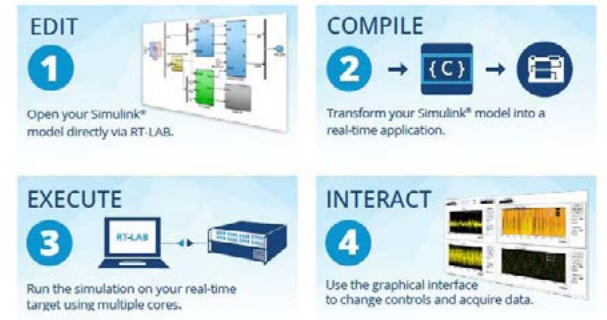 EDIT
1
Open your Simulink®
model directly via RT-LAB.
COMPILE
2
{C}
Transform your Simulink® model into a
real-time application.
EXECUTE
3
RT-LAB
Run the simulation on your real-time
target using multiple cores.
INTERACT
4
Use the graphical interface
to change controls and acquire data.